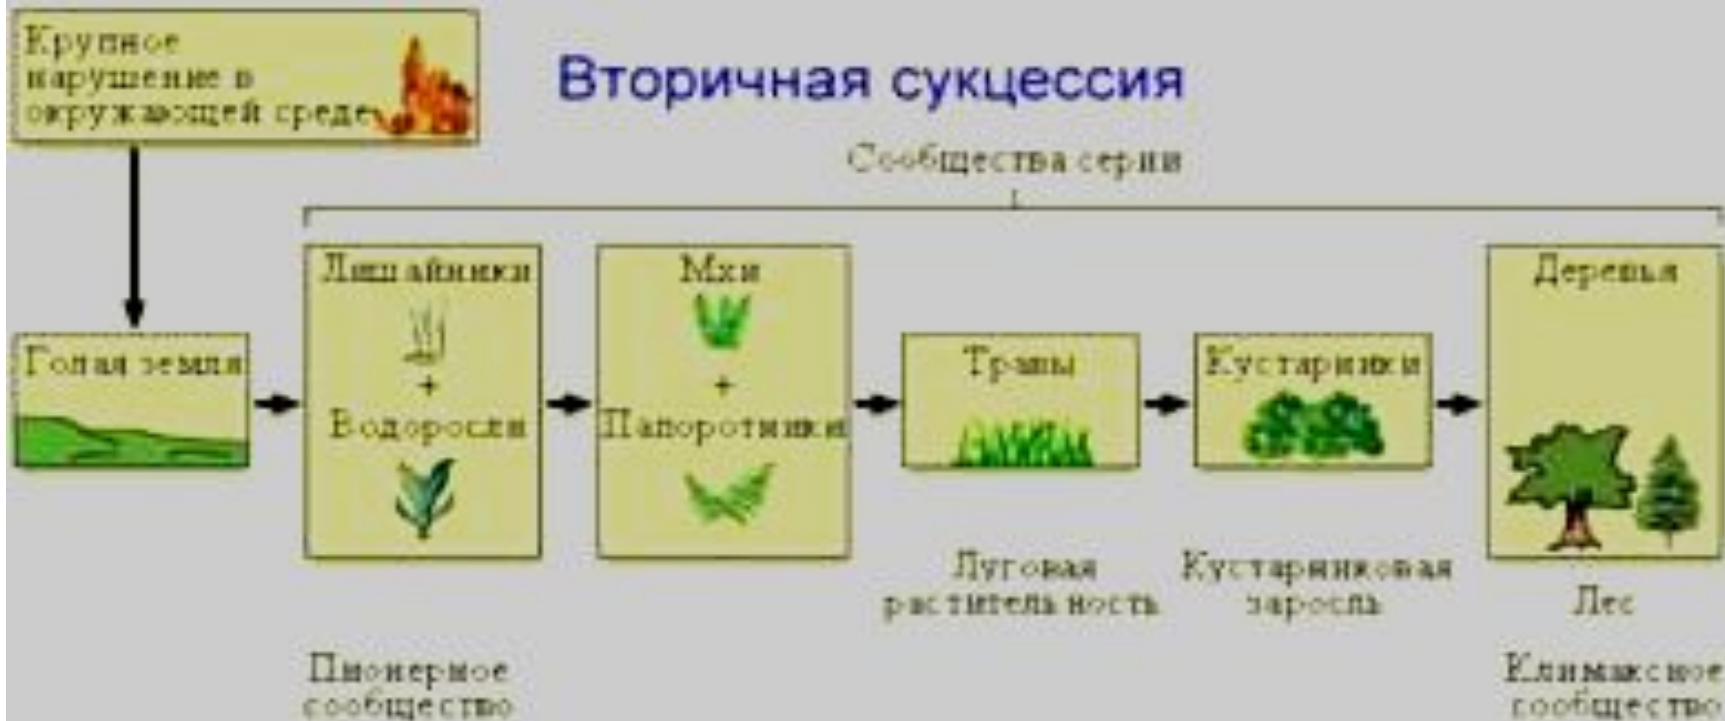 Крупное
нарушение в
окружающей среде
Вторичная сукцессия
Сообщества серии
Лишайники
+
Водоросли
Мхи
+
Папоротники
Деревья
Голая земля
Травы
Кустарники
Луговая
растительность
Кустарниковая
заросль
Лес
Пионерное
сообщество
Климаксное
сообщество